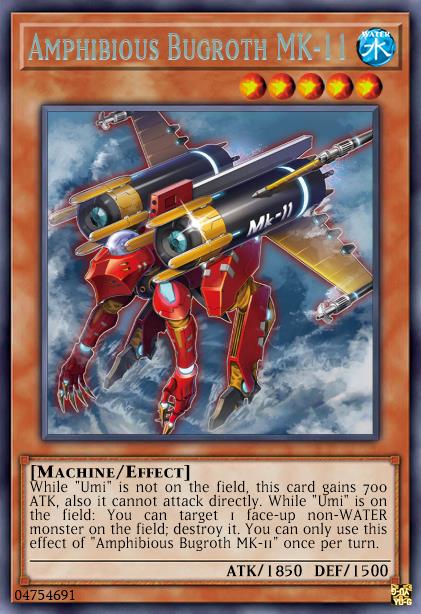 AMPHIBIOUS BUGROTH MK-11
WATER
水
Mk-11
[MACHINE/EFFECT]
While "Umi" is not on the field, this card gains 700
ATK, also it cannot attack directly. While "Umi" is on
the field: You can target 1 face-up non-WATER
monster on the field; destroy it. You can only use this
effect of "Amphibious Bugroth MK-11" once per turn.
ATK/1850 DEF/1500
04754691